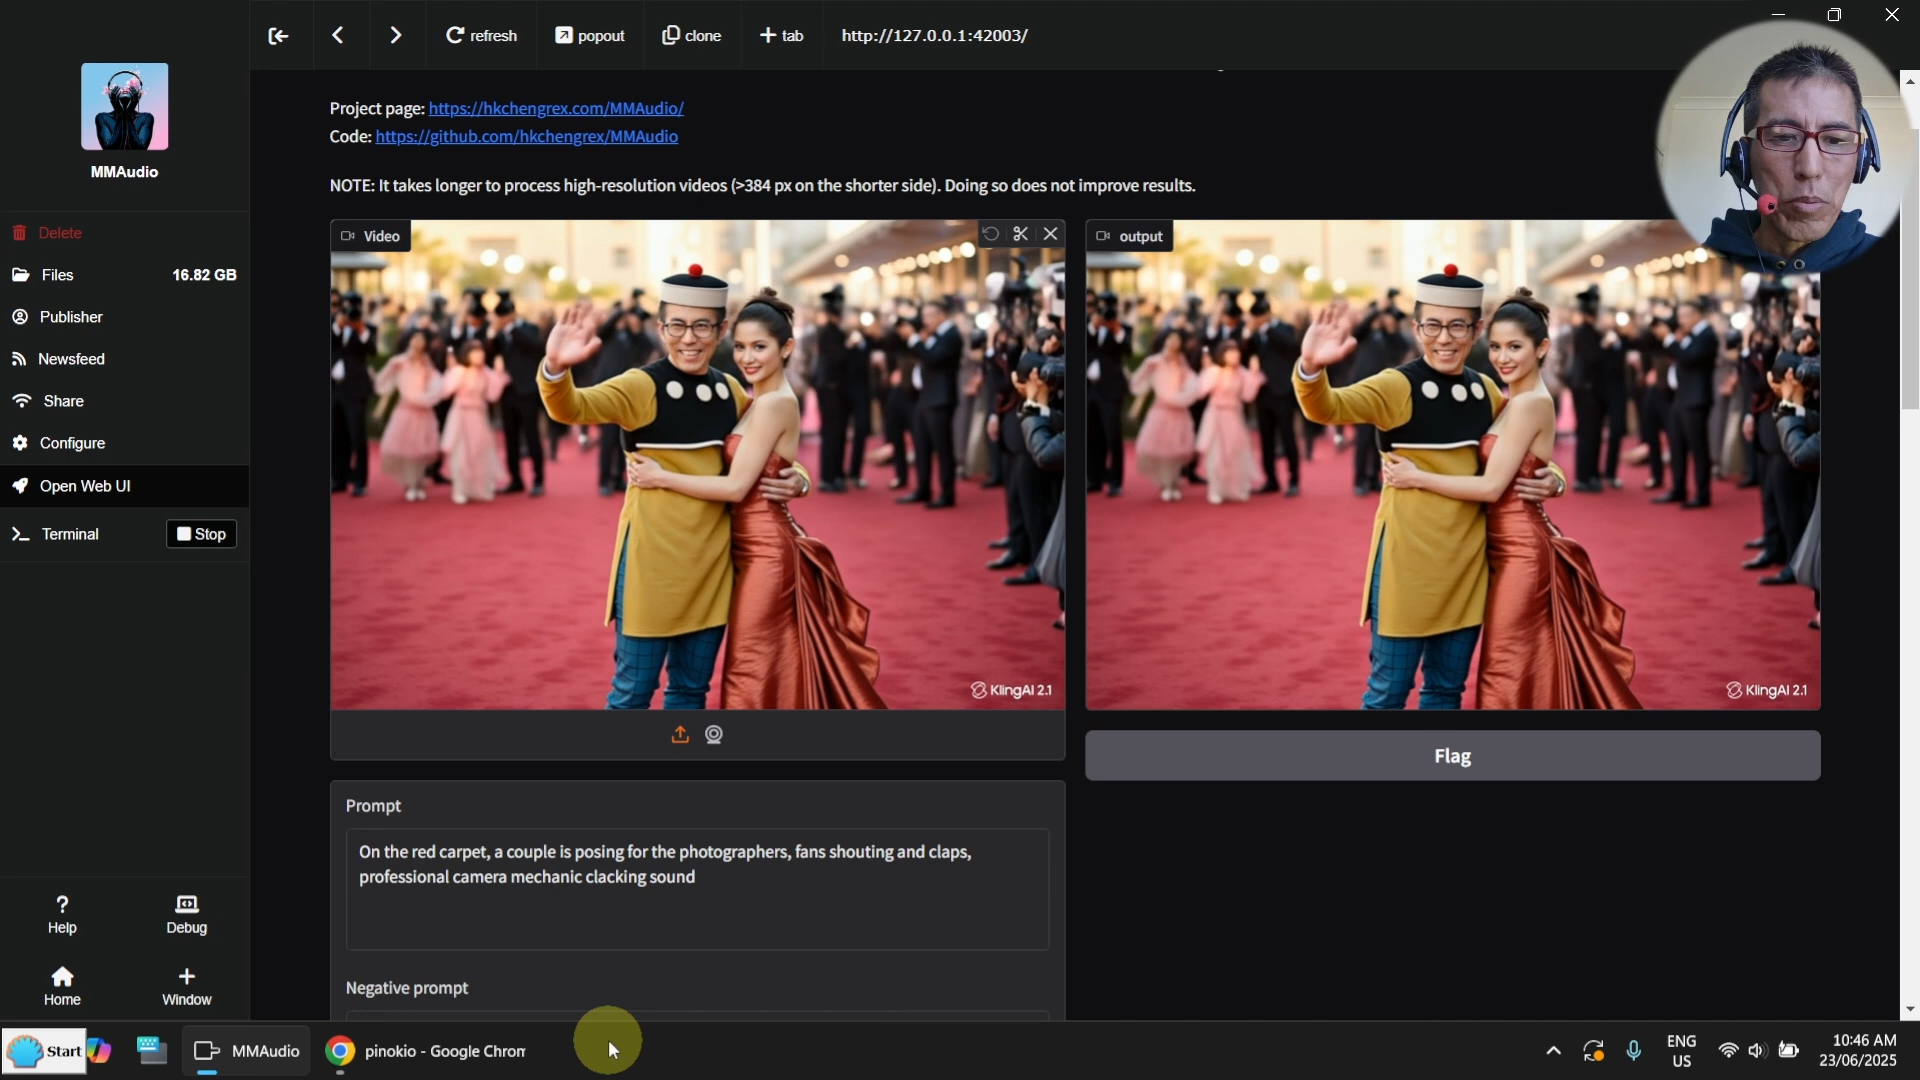 refresh
popout
clone
tab
http://127.0.0.1:42003/
MMAudio
Delete
Files 16.82 GB
Publisher
Newsfeed
Share
Configure
Open Web UI
Terminal
Stop
Help
Debug
Home
Window
Project page: https://hkchengrex.com/MMAudio/
Code: https://github.com/hkchengrex/MMAudio
NOTE: It takes longer to process high-resolution videos (>384 px on the shorter side). Doing so does not improve results.
Video
KlingAI 2.1
output
KlingAI 2.1
Flag
Prompt
On the red carpet, a couple is posing for the photographers, fans shouting and claps,
professional camera mechanic clacking sound
Negative prompt
Start
MMAudio
pinokio - Google Chrom
ENG
US
10:46 AM
23/06/2025